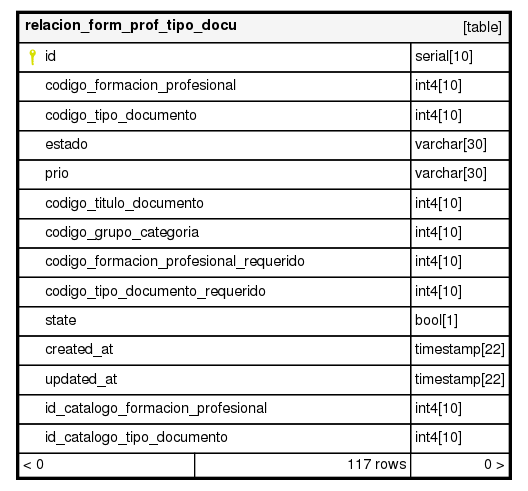 relacion_form_prof_tipo_docu [table]
id serial[10]
codigo_formacion_profesional int4[10]
codigo_tipo_documento int4[10]
estado varchar[30]
prio varchar[30]
codigo_titulo_documento int4[10]
codigo_grupo_categoria int4[10]
codigo_formacion_profesional_requerido int4[10]
codigo_tipo_documento_requerido int4[10]
state bool[1]
created_at timestamp[22]
updated_at timestamp[22]
id_catalogo_formacion_profesional int4[10]
id_catalogo_tipo_documento int4[10]
< 0 117 rows 0 >